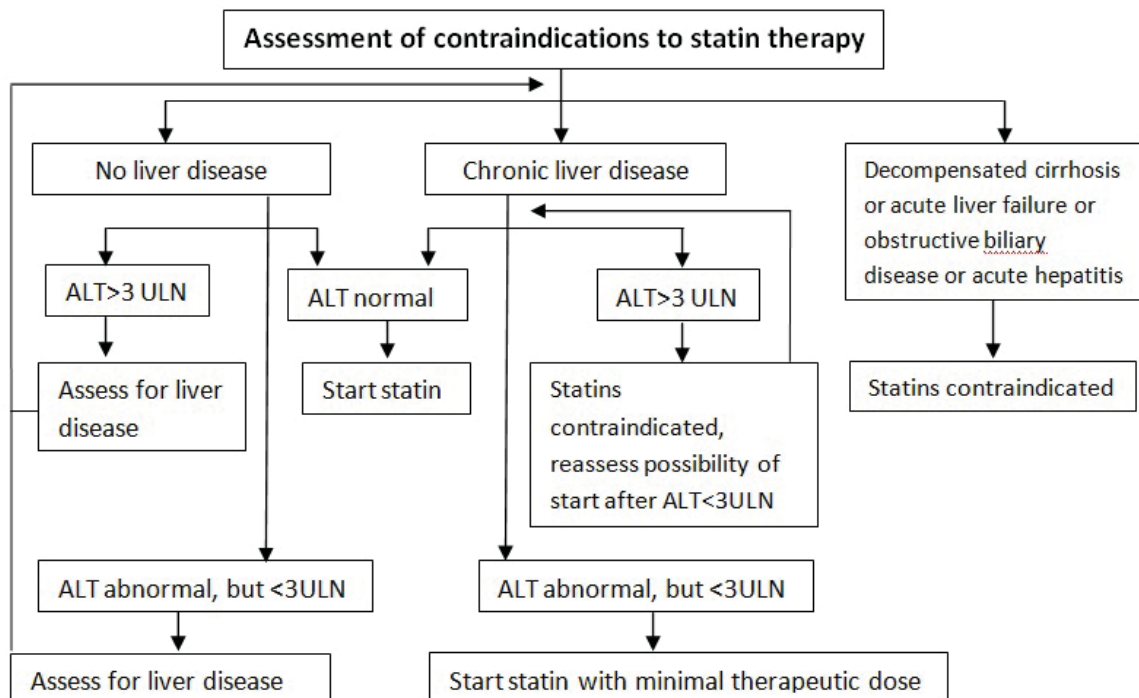 Assessment of contraindications to statin therapy
No liver disease
Chronic liver disease
Decompensated cirrhosis
or acute liver failure or
obstructive biliary
disease or acute hepatitis
ALT>3 ULN
ALT normal
ALT>3 ULN
Assess for liver
disease
Start statin
Statins
contraindicated,
reassess possibility of
start after ALT<3ULN
Statins contraindicated
ALT abnormal, but <3ULN
ALT abnormal, but <3ULN
Assess for liver disease
Start statin with minimal therapeutic dose